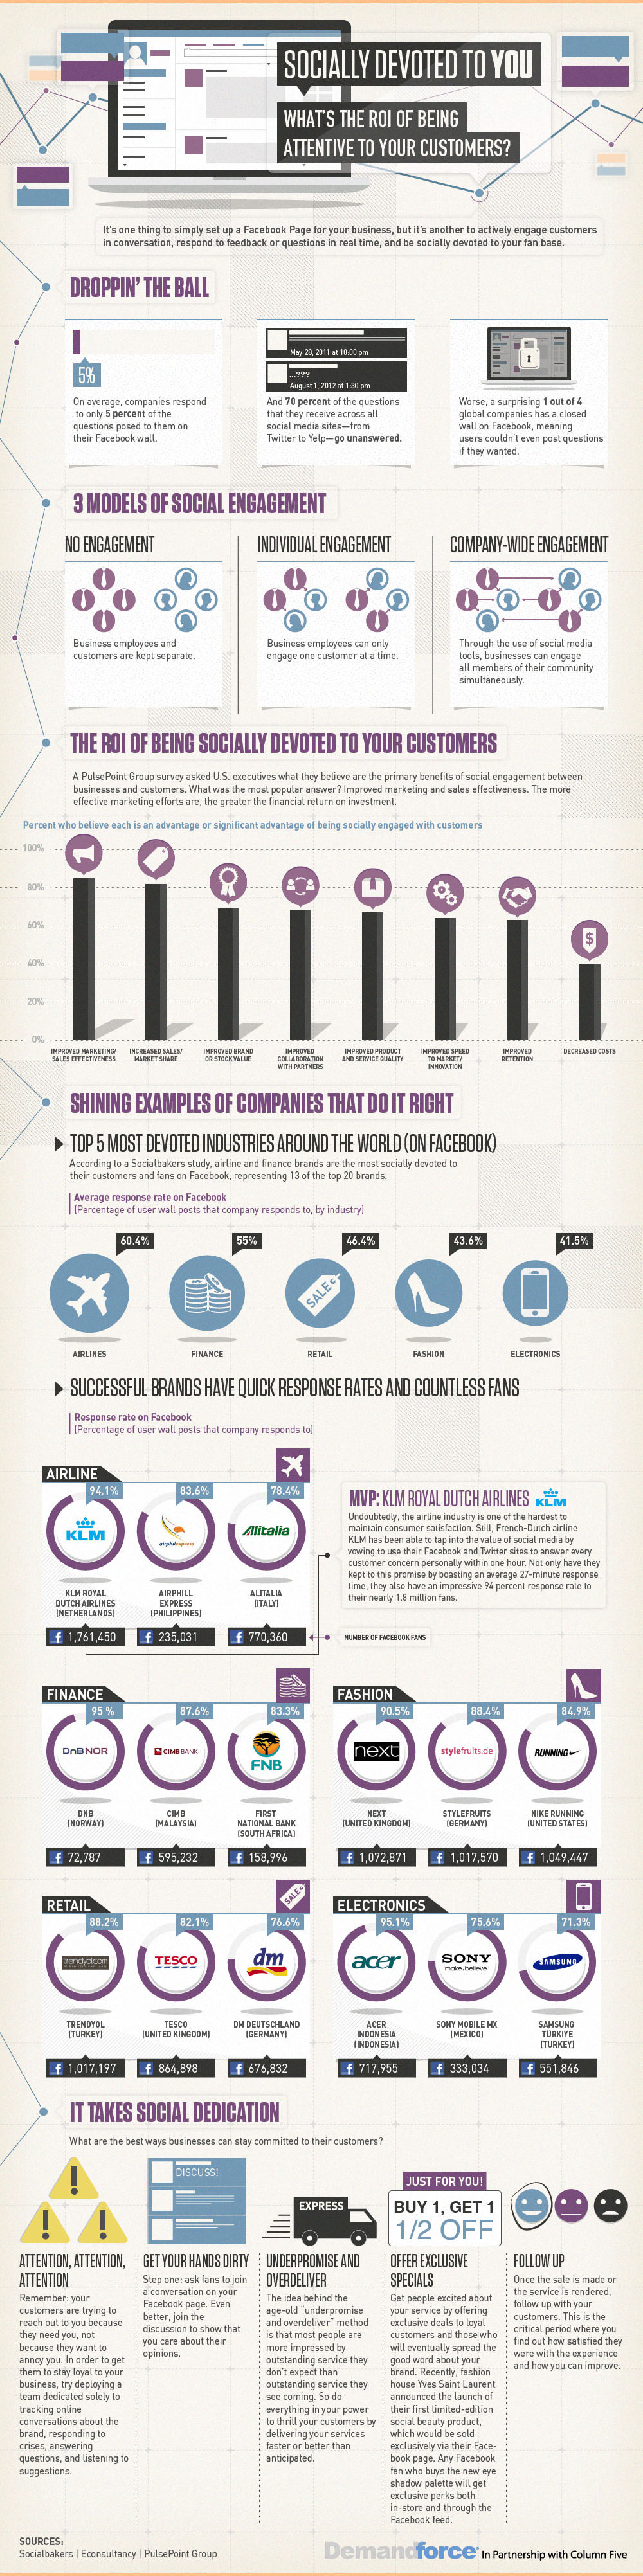 SOCIALLY DEVOTED TO YOU
WHAT'S THE ROI OF BEING
ATTENTIVE TO YOUR CUSTOMERS?
It's one thing to simply set up a Facebook Page for your business, but it's another to actively engage customers
in conversation, respond to feedback or questions in real time, and be socially devoted to your fan base.
DROPPIN' THE BALL
5%
On average, companies respond
to only 5 percent of the
questions posed to them on
their Facebook wall.
May 28, 2011 at 10:00 pm
...???
August 1, 2012 at 1:30 pm
And 70 percent of the questions
that they receive across all
social media sites—from
Twitter to Yelp—go unanswered.
Worse, a surprising 1 out of 4
global companies has a closed
wall on Facebook, meaning
users couldn't even post questions
if they wanted.
3 MODELS OF SOCIAL ENGAGEMENT
NO ENGAGEMENT
Business employees and
customers are kept separate.
INDIVIDUAL ENGAGEMENT
Business employees can only
engage one customer at a time.
COMPANY-WIDE ENGAGEMENT
Through the use of social media
tools, businesses can engage
all members of their community
simultaneously.
THE ROI OF BEING SOCIALLY DEVOTED TO YOUR CUSTOMERS
A PulsePoint Group survey asked U.S. executives what they believe are the primary benefits of social engagement between
businesses and customers. What was the most popular answer? Improved marketing and sales effectiveness. The more
effective marketing efforts are, the greater the financial return on investment.
Percent who believe each is an advantage or significant advantage of being socially engaged with customers
100%
80%
60%
40%
20%
0%
$
IMPROVED MARKETING/
SALES EFFECTIVENESS
INCREASED SALES/
MARKET SHARE
IMPROVED BRAND
OR STOCK VALUE
IMPROVED
COLLABORATION
WITH PARTNERS
IMPROVED PRODUCT
AND SERVICE QUALITY
IMPROVED SPEED
TO MARKET/
INNOVATION
IMPROVED
RETENTION
DECREASED COSTS
SHINING EXAMPLES OF COMPANIES THAT DO IT RIGHT
TOP 5 MOST DEVOTED INDUSTRIES AROUND THE WORLD (ON FACEBOOK)
According to a Socialbakers study, airline and finance brands are the most socially devoted to
their customers and fans on Facebook, representing 13 of the top 20 brands.
Average response rate on Facebook
(Percentage of user wall posts that company responds to, by industry)
60.4%
55%
46.4%
43.6%
41.5%
SALE
AIRLINES
FINANCE
RETAIL
FASHION
ELECTRONICS
SUCCESSFUL BRANDS HAVE QUICK RESPONSE RATES AND COUNTLESS FANS
Response rate on Facebook
(Percentage of user wall posts that company responds to)
AIRLINE
94.1%
83.6%
78.4%
KLM
airphilexpress
Alitalia
KLM ROYAL
DUTCH AIRLINES
(NETHERLANDS)
AIRPHILL
EXPRESS
(PHILIPPINES)
ALITALIA
(ITALY)
1,761,450
235,031
770,360
MVP: KLM ROYAL DUTCH AIRLINES
KLM
Undoubtedly, the airline industry is one of the hardest to
maintain consumer satisfaction. Still, French-Dutch airline
KLM has been able to tap into the value of social media by
vowing to use their Facebook and Twitter sites to answer every
customer concern personally within one hour. Not only have they
kept to this promise by boasting an average 27-minute response
time, they also have an impressive 94 percent response rate to
their nearly 1.8 million fans.
NUMBER OF FACEBOOK FANS
FINANCE
95 %
87.6%
83.3%
DnB NOR
CIMB BANK
FNB
DNB
(NORWAY)
CIMB
(MALAYSIA)
FIRST
NATIONAL BANK
(SOUTH AFRICA)
72,787
595,232
158,996
FASHION
90.5%
88.4%
84.9%
next
stylefruits.de
RUNNING
NEXT
(UNITED KINGDOM)
STYLEFRUITS
(GERMANY)
NIKE RUNNING
(UNITED STATES)
1,072,871
1,017,570
1,049,447
RETAIL
SALE
88.2%
82.1%
76.6%
trendyolcom
TESCO
dm
TRENDYOL
(TURKEY)
TESCO
(UNITED KINGDOM)
DM DEUTSCHLAND
(GERMANY)
1,017,197
864,898
676,832
ELECTRONICS
95.1%
75.6%
71.3%
acer
SONY
make.believe
SAMSUNG
ACER
INDONESIA
(INDONESIA)
SONY MOBILE MX
(MEXICO)
SAMSUNG
TÜRKIYE
(TURKEY)
717,955
333,034
551,846
IT TAKES SOCIAL DEDICATION
What are the best ways businesses can stay committed to their customers?
ATTENTION, ATTENTION,
ATTENTION
Remember: your
customers are trying to
reach out to you because
they need you, not
because they want to
annoy you. In order to get
them to stay loyal to your
business, try deploying a
team dedicated solely to
tracking online
conversations about the
brand, responding to
crises, answering
questions, and listening to
suggestions.
DISCUSS!
GET YOUR HANDS DIRTY
Step one: ask fans to join
a conversation on your
Facebook page. Even
better, join the
discussion to show that
you care about their
opinions.
EXPRESS
UNDERPROMISE AND
OVERDELIVER
The idea behind the
age-old "underpromise
and overdeliver" method
is that most people are
more impressed by
outstanding service they
don't expect than
outstanding service they
see coming. So do
everything in your power
to thrill your customers by
delivering your services
faster or better than
anticipated.
JUST FOR YOU!
BUY 1, GET 1
1/2 OFF
OFFER EXCLUSIVE
SPECIALS
Get people excited about
your service by offering
exclusive deals to loyal
customers and those who
will eventually spread the
good word about your
brand. Recently, fashion
house Yves Saint Laurent
announced the launch of
their first limited-edition
social beauty product,
which would be sold
exclusively via their Face-
book page. Any Facebook
fan who buys the new eye
shadow palette will get
exclusive perks both
in-store and through the
Facebook feed.
FOLLOW UP
Once the sale is made or
the service is rendered,
follow up with your
customers. This is the
critical period where you
find out how satisfied they
were with the experience
and how you can improve.
SOURCES:
Socialbakers | Econsultancy | PulsePoint Group
Demandforce In Partnership with Column Five